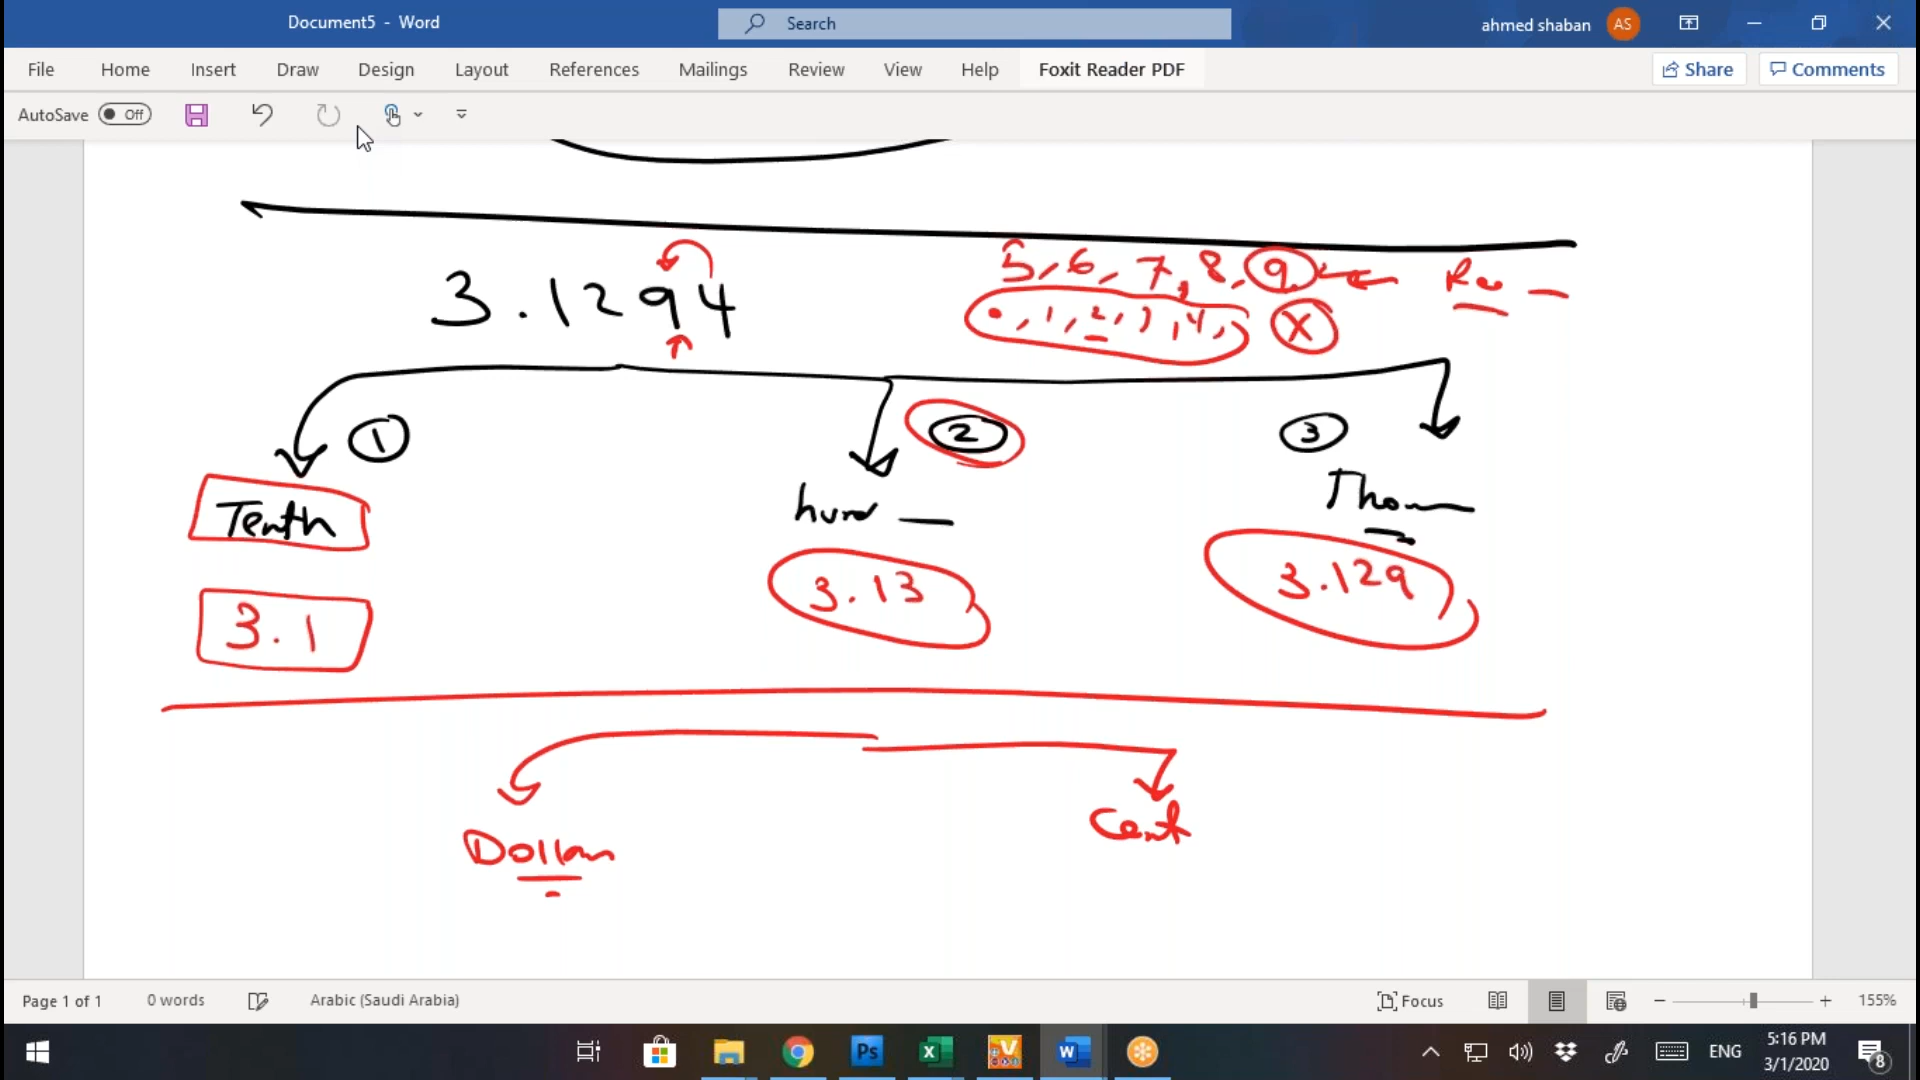 Document5 - Word
Search
ahmed shaban AS
File Home Insert Draw Design Layout References Mailings Review View Help Foxit Reader PDF
Share Comments
AutoSave Off
5, 6, 7, 8, 9
3.1294
1, 2, 3, 4,
X
1
2
3
Tenth
3.1
3.13
3.129
Dollar
Cent
Page 1 of 1 0 words Arabic (Saudi Arabia)
Focus
− + 155%
Ps
ENG
5:16 PM
3/1/2020
8